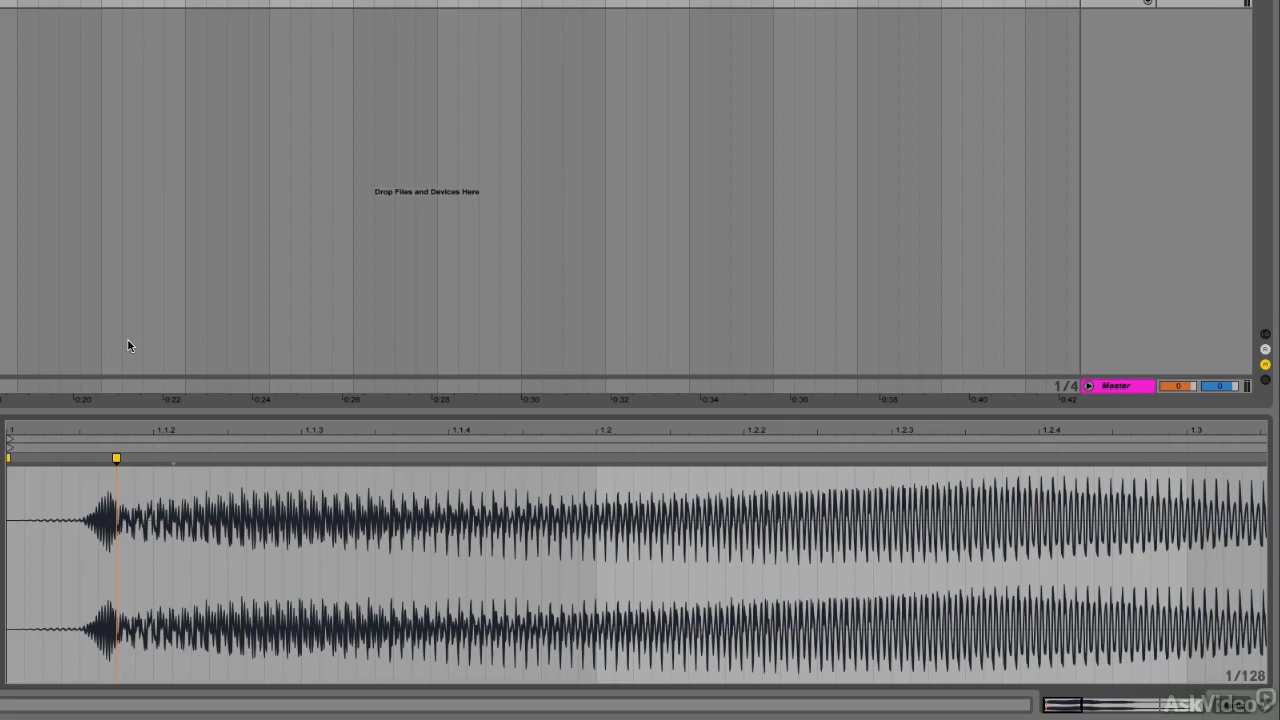 Drop Files and Devices Here
1/4 Master 0 0
0:20 0:22 0:24 0:26 0:28 0:30 0:32 0:34 0:36 0:38 0:40 0:42
1 1.1.2 1.1.3 1.1.4 1.2 1.2.2 1.2.3 1.2.4 1.3
1/128
AskVideo